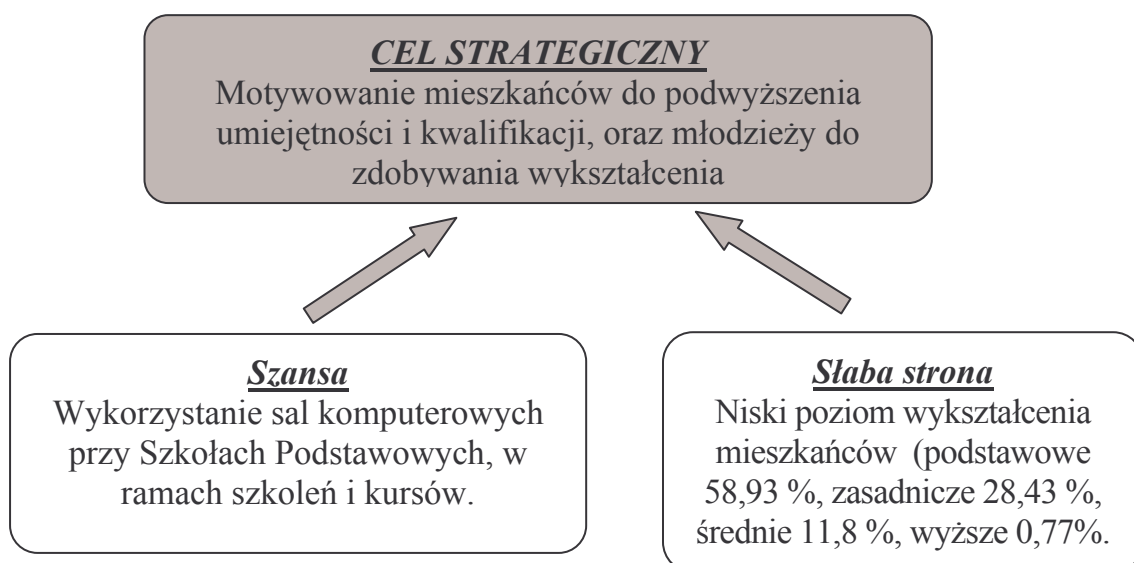 CEL STRATEGICZNY
Motywowanie mieszkańców do podwyższenia
umiejętności i kwalifikacji, oraz młodzieży do
zdobywania wykształcenia
Szansa
Wykorzystanie sal komputerowych
przy Szkołach Podstawowych, w
ramach szkoleń i kursów.
Słaba strona
Niski poziom wykształcenia
mieszkańców (podstawowe
58,93 %, zasadnicze 28,43 %,
średnie 11,8 %, wyższe 0,77%.